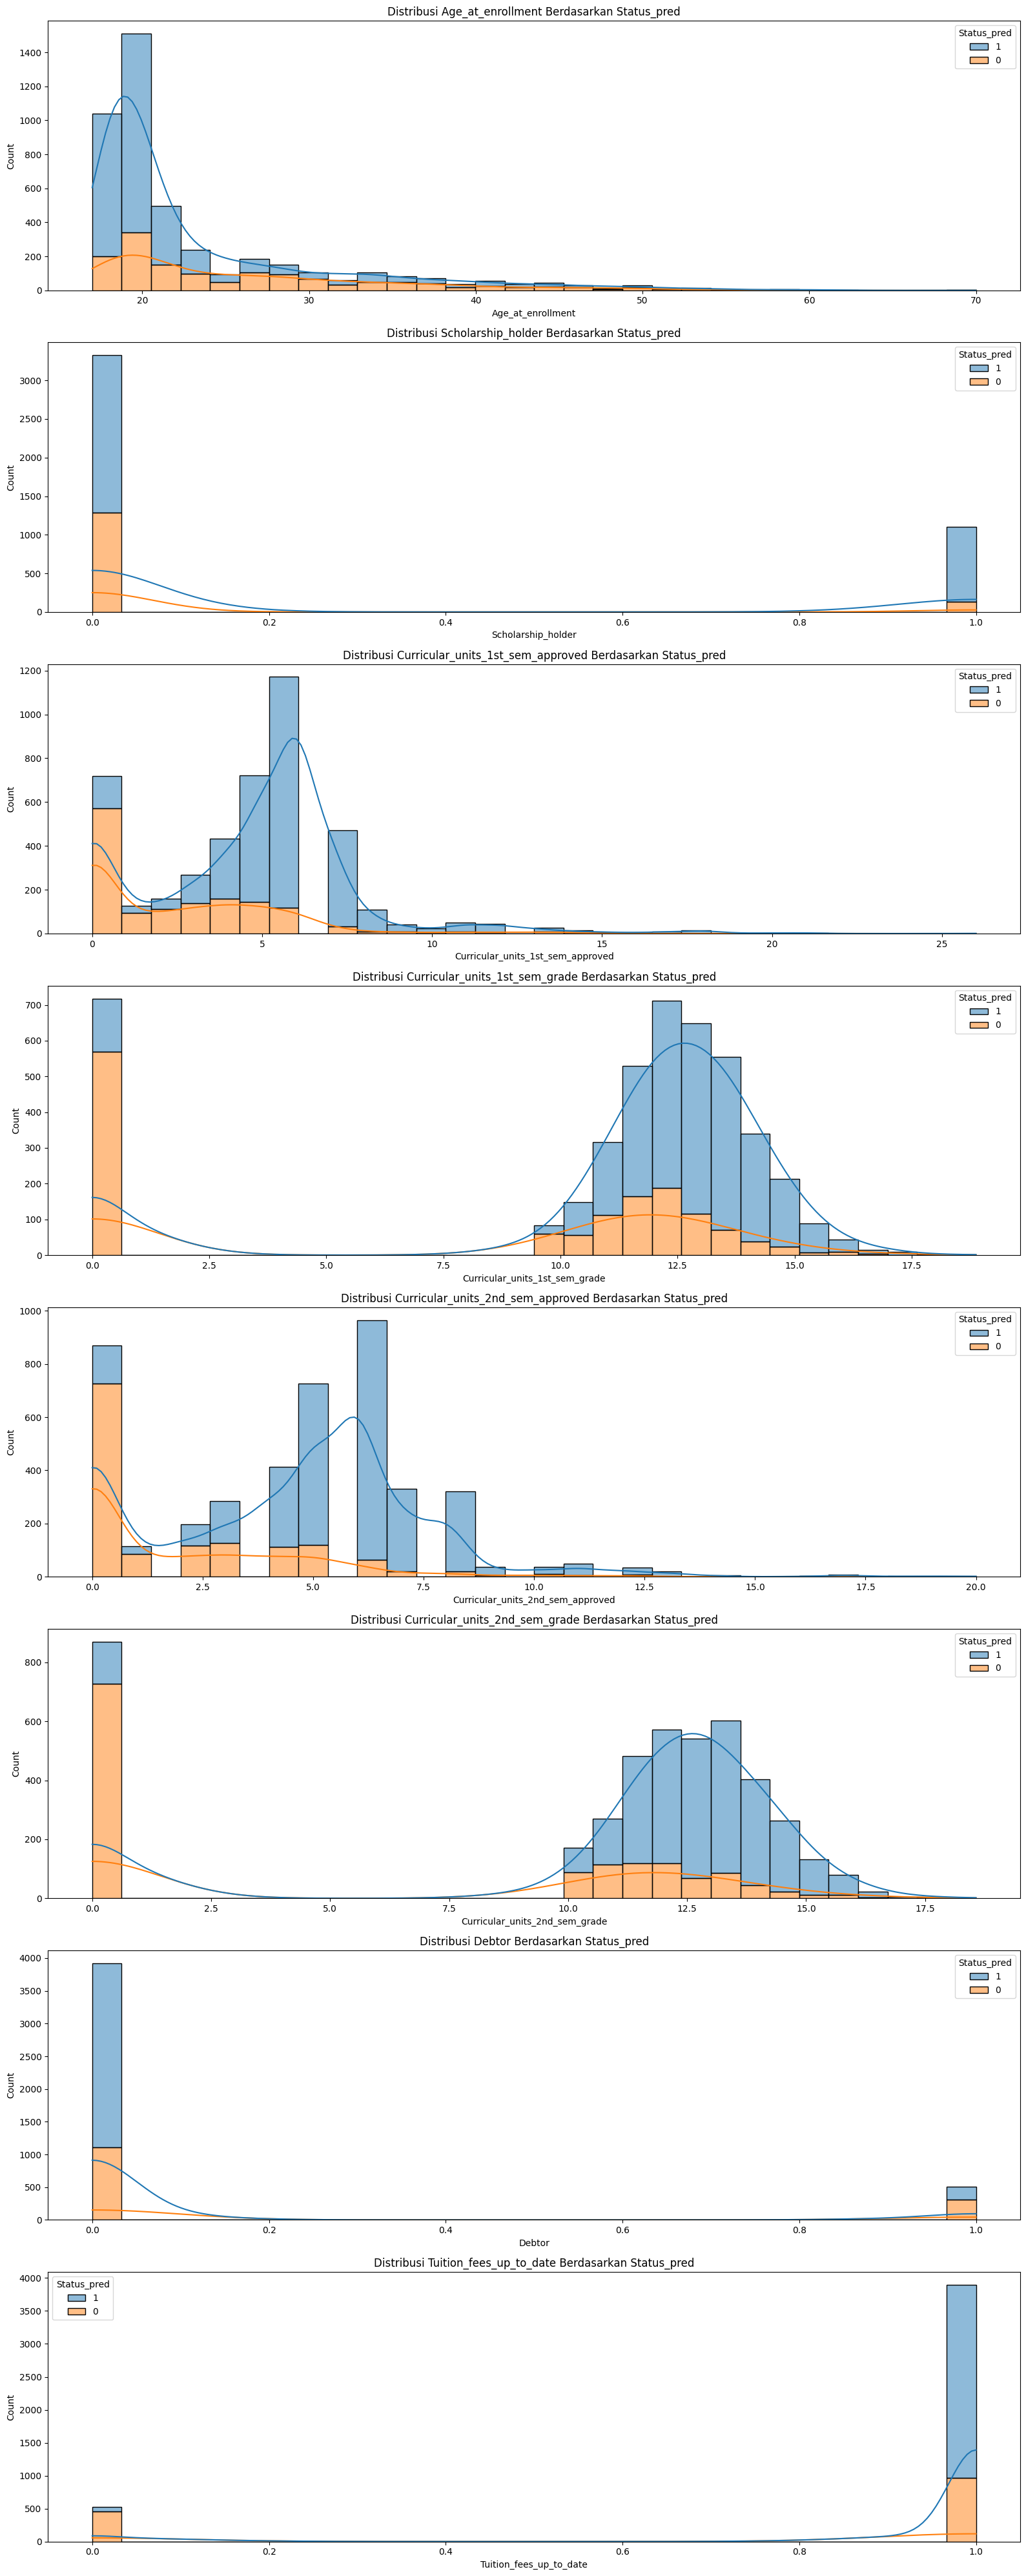 Distribusi Age_at_enrollment Berdasarkan Status_pred
Status_pred
1
0
1400
1200
1000
800
600
400
200
0
Count
20 30 40 50 60 70
Age_at_enrollment
Distribusi Scholarship_holder Berdasarkan Status_pred
Status_pred
1
0
3000
2500
2000
1500
1000
500
0
Count
0.0 0.2 0.4 0.6 0.8 1.0
Scholarship_holder
Distribusi Curricular_units_1st_sem_approved Berdasarkan Status_pred
Status_pred
1
0
1200
1000
800
600
400
200
0
Count
0 5 10 15 20 25
Curricular_units_1st_sem_approved
Distribusi Curricular_units_1st_sem_grade Berdasarkan Status_pred
Status_pred
1
0
700
600
500
400
300
200
100
0
Count
0.0 2.5 5.0 7.5 10.0 12.5 15.0 17.5
Curricular_units_1st_sem_grade
Distribusi Curricular_units_2nd_sem_approved Berdasarkan Status_pred
Status_pred
1
0
1000
800
600
400
200
0
Count
0.0 2.5 5.0 7.5 10.0 12.5 15.0 17.5 20.0
Curricular_units_2nd_sem_approved
Distribusi Curricular_units_2nd_sem_grade Berdasarkan Status_pred
Status_pred
1
0
800
600
400
200
0
Count
0.0 2.5 5.0 7.5 10.0 12.5 15.0 17.5
Curricular_units_2nd_sem_grade
Distribusi Debtor Berdasarkan Status_pred
Status_pred
1
0
4000
3500
3000
2500
2000
1500
1000
500
0
Count
0.0 0.2 0.4 0.6 0.8 1.0
Debtor
Distribusi Tuition_fees_up_to_date Berdasarkan Status_pred
Status_pred
1
0
4000
3500
3000
2500
2000
1500
1000
500
0
Count
0.0 0.2 0.4 0.6 0.8 1.0
Tuition_fees_up_to_date